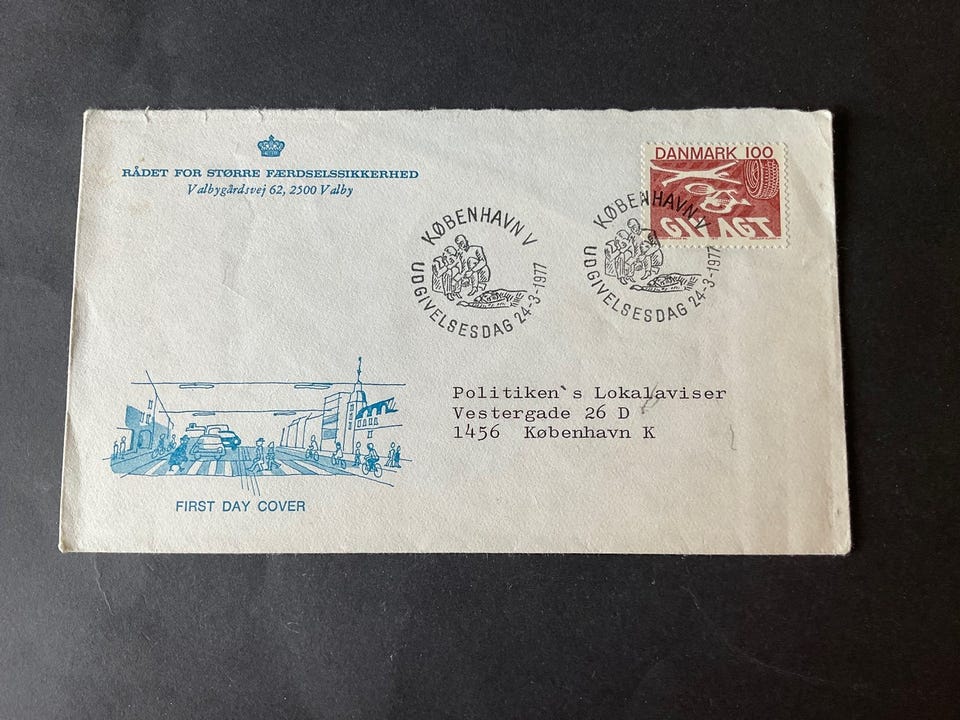 RÅDET FOR STØRRE FÆRDSELSSIKKERHED
Valbygårdsvej 62, 2500 Valby
DANMARK 100
GIV AGT
KØBENHAVN V
UDGIVELSESDAG 24-3-1977
KØBENHAVN V
UDGIVELSESDAG 24-3-1977
Politiken`s Lokalaviser
Vestergade 26 D
1456 København K
FIRST DAY COVER